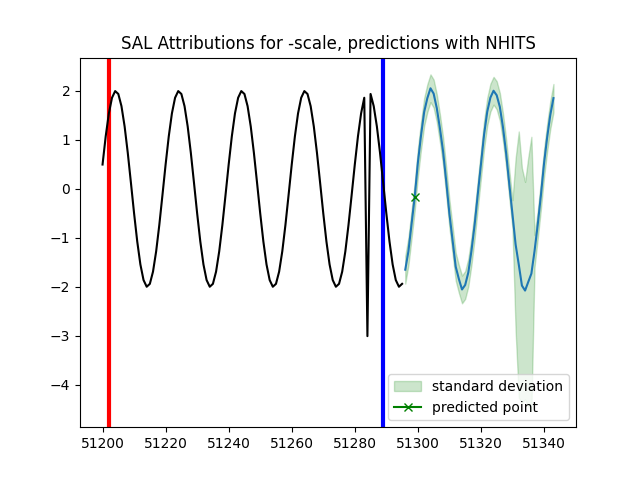 SAL Attributions for -scale, predictions with NHITS
2
1
0
−1
−2
−3
−4
standard deviation
predicted point
51200 51220 51240 51260 51280 51300 51320 51340